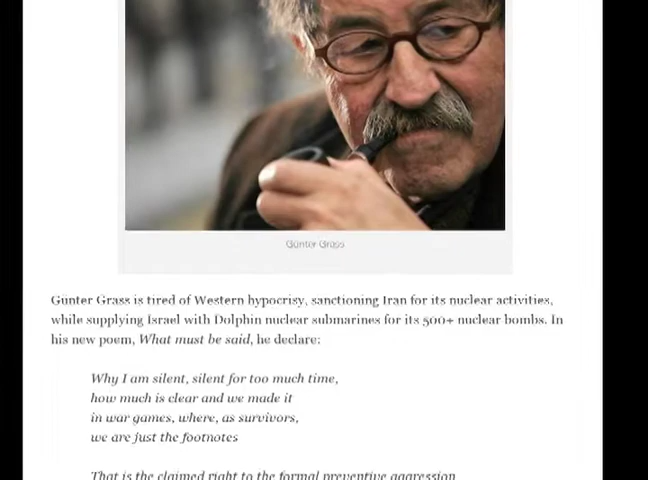 Günter Grass
Günter Grass is tired of Western hypocrisy, sanctioning Iran for its nuclear activities,
while supplying Israel with Dolphin nuclear submarines for its 500+ nuclear bombs. In
his new poem, What must be said, he declare:
Why I am silent, silent for too much time,
how much is clear and we made it
in war games, where, as survivors,
we are just the footnotes
That is the claimed right to the formal preventive aggression